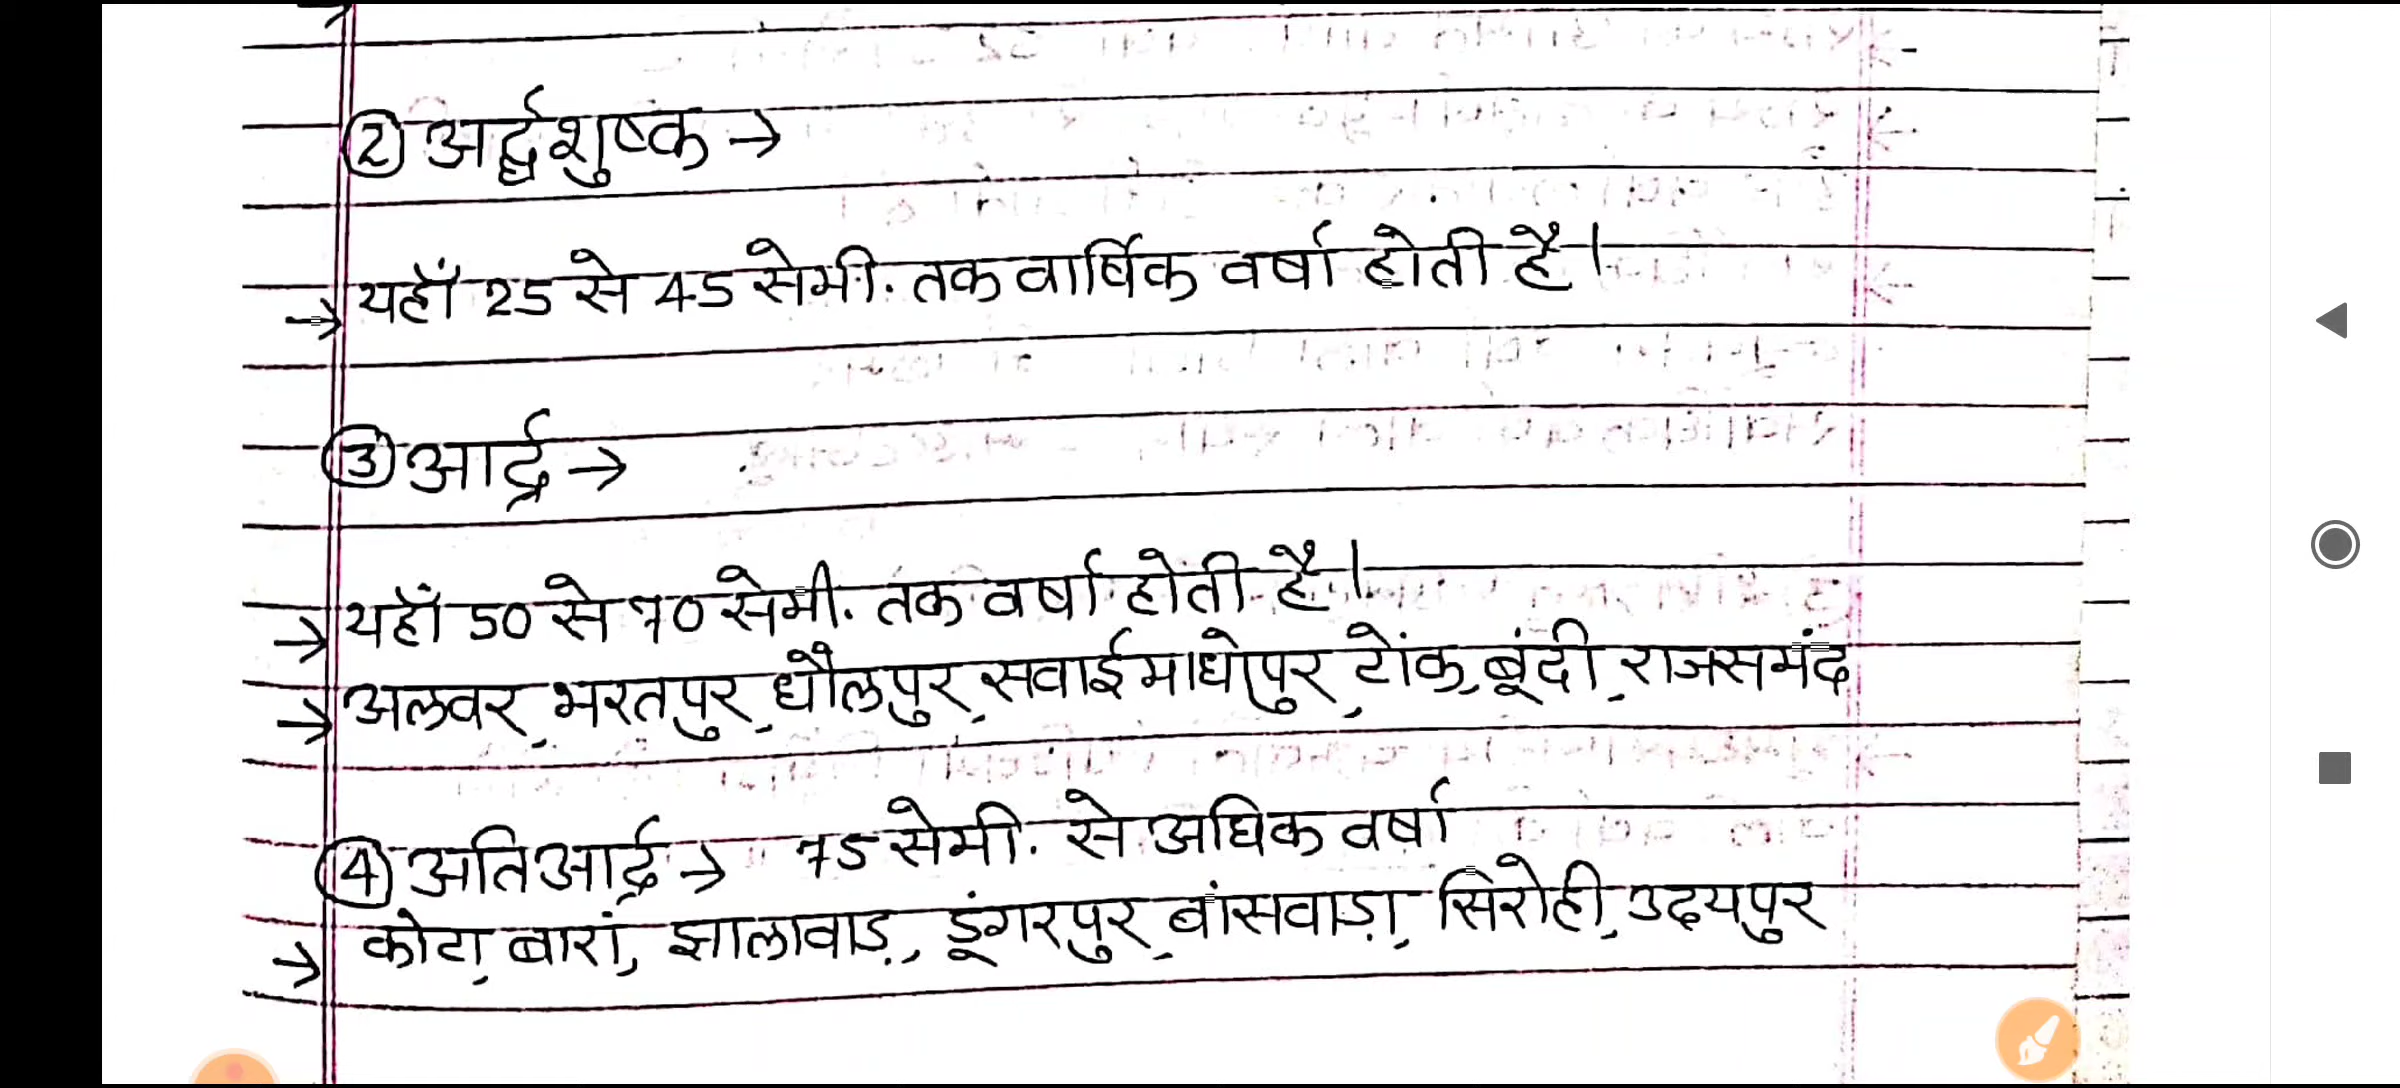 ② अर्द्धशुष्क →
→ यहाँ 25 से 45 सेमी. तक वार्षिक वर्षा होती है।
③ आर्द्र →
→ यहाँ 50 से 70 सेमी. तक वर्षा होती है।
→ अलवर, भरतपुर, धौलपुर, सवाईमाधोपुर, टोंक, बूंदी, राजसमंद
④ अतिआर्द्र → 75 सेमी. से अधिक वर्षा
→ कोटा, बारां, झालावाड़, डूंगरपुर, बांसवाड़ा, सिरोही, उदयपुर